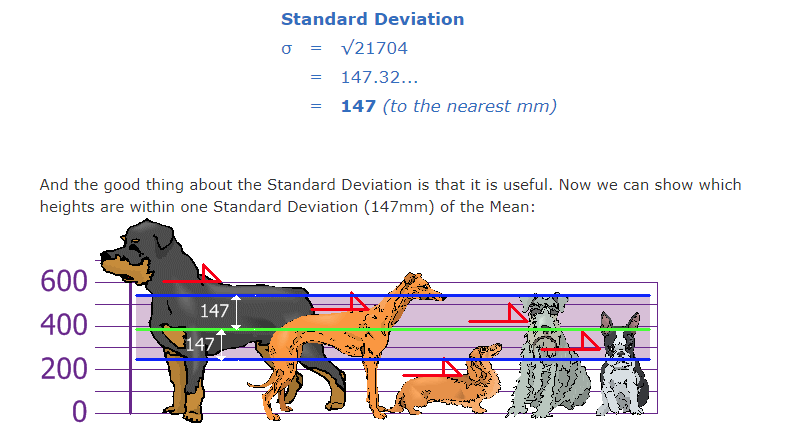 Standard Deviation
σ = √21704
= 147.32...
= 147 (to the nearest mm)
And the good thing about the Standard Deviation is that it is useful. Now we can show which
heights are within one Standard Deviation (147mm) of the Mean:
600
147
400
147
200
0